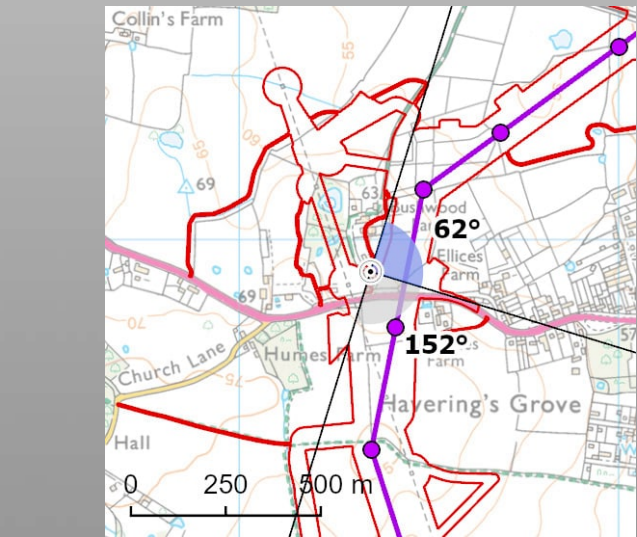 Collin's Farm
55
60
65
69
63
62°
Ellices
Farm
69
70
152°
Humes Farm
Farm
Church Lane
75
57
Havering's Grove
Hall
0 250 500 m